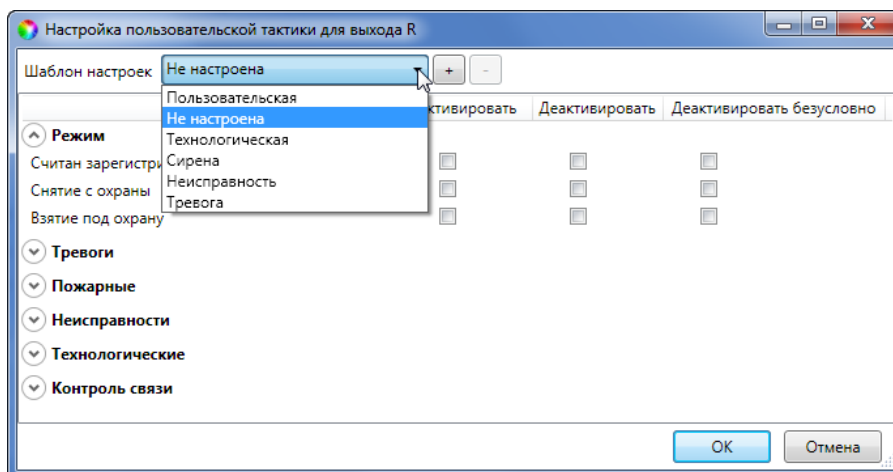 Настройка пользовательской тактики для выхода R
Шаблон настроек Не настроена + -
Пользовательская
Не настроена
Технологическая
Сирена
Неисправность
Тревога
ктивировать Деактивировать Деактивировать безусловно
Режим
Считан зарегистри
Снятие с охраны
Взятие под охрану
Тревоги
Пожарные
Неисправности
Технологические
Контроль связи
OK Отмена